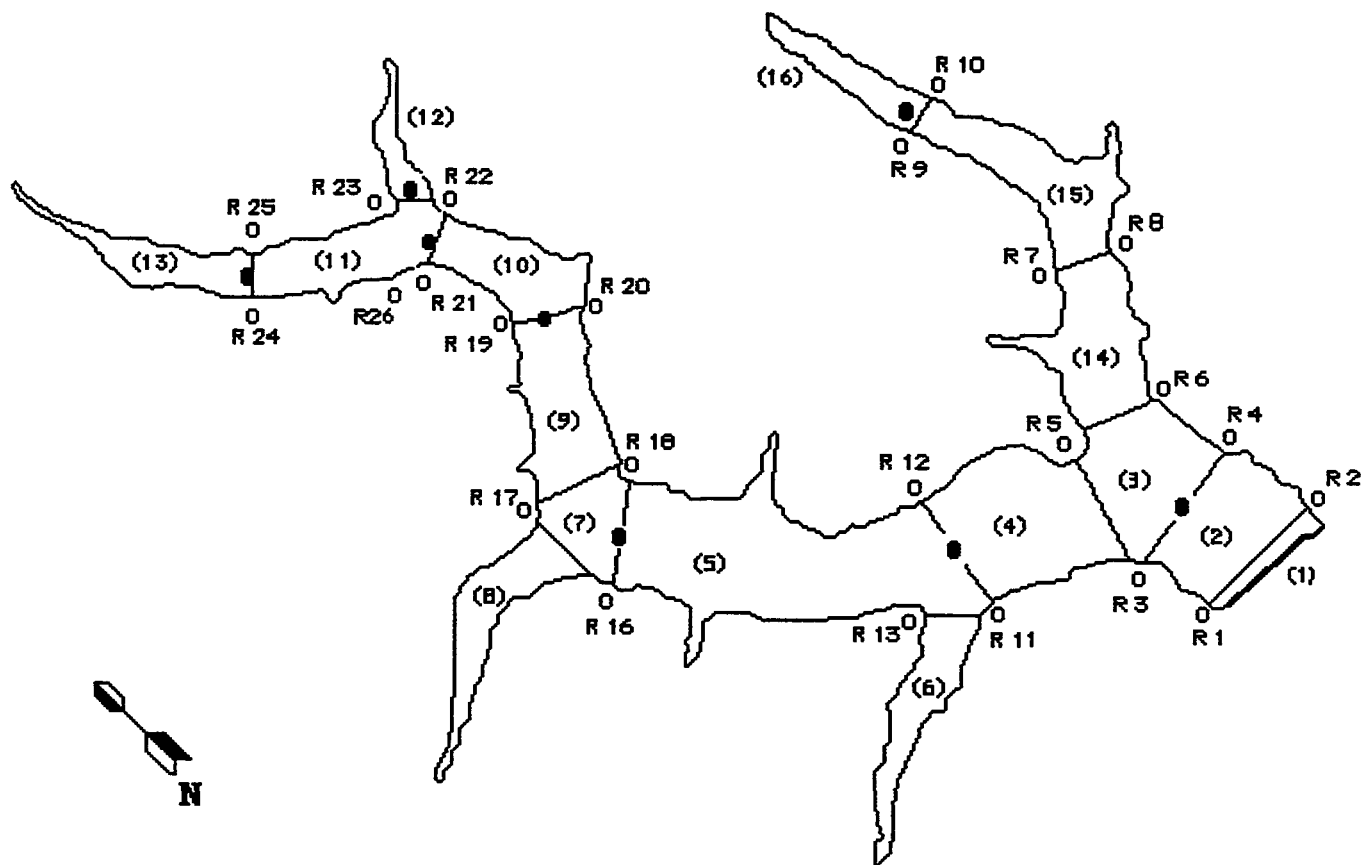 R 10
(16)
(12)
R 9
R 23
R 22
(15)
R 25
R 8
(13)
(11)
(10)
R 7
R26
R 21
R 20
R 24
R 19
(14)
R 6
R 5
R 4
(9)
R 18
R 12
R 17
(3)
R 2
(7)
(2)
(5)
(4)
(1)
(8)
R 16
R 3
R 13
R 11
R 1
(6)
N